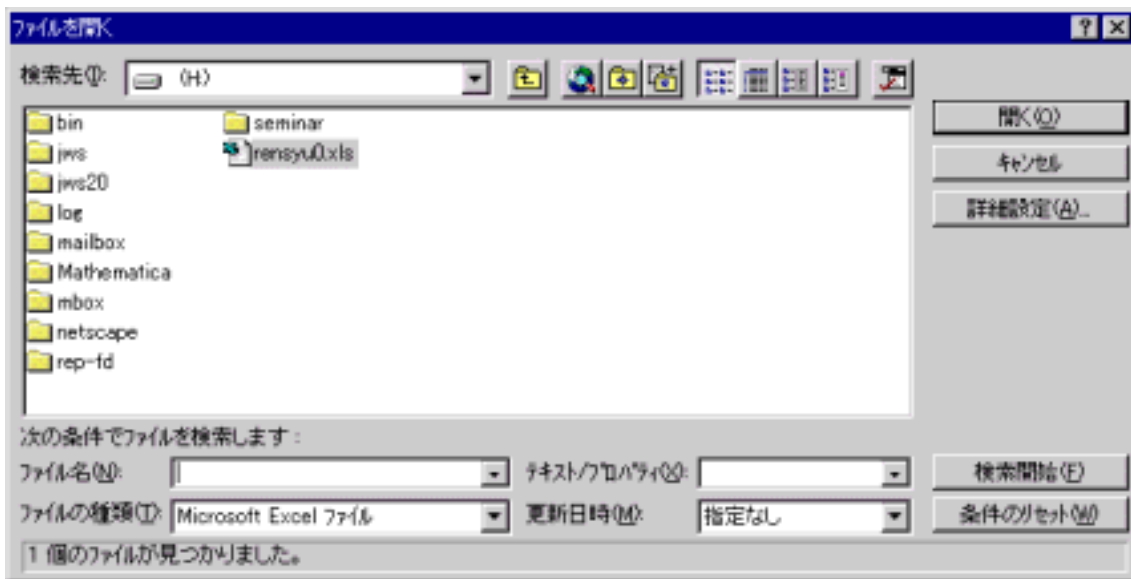 ファイルを開く
検索先(I): (H:)
開く(O)
キャンセル
詳細設定(A)...
bin
jws
jws20
log
mailbox
Mathematica
mbox
netscape
rep-fd
seminar
rensyu0.xls
次の条件でファイルを検索します:
ファイル名(N): テキスト/プロパティ(X): 検索開始(F)
ファイルの種類(T): Microsoft Excel ファイル 更新日時(M): 指定なし 条件のリセット(W)
1 個のファイルが見つかりました。